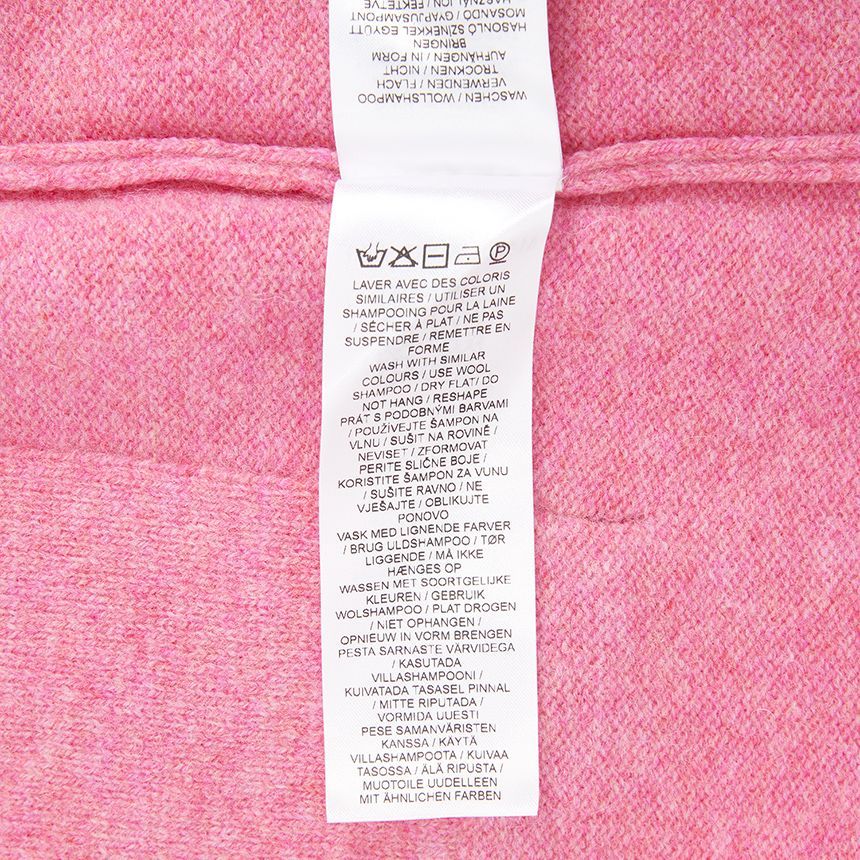 P
LAVER AVEC DES COLORIS
SIMILAIRES / UTILISER UN
SHAMPOOING POUR LA LAINE
/ SÉCHER À PLAT / NE PAS
SUSPENDRE / REMETTRE EN
FORME
WASH WITH SIMILAR
COLOURS / USE WOOL
SHAMPOO / DRY FLAT/ DO
NOT HANG / RESHAPE
PRÁT S PODOBNÝMI BARVAMI
/ POUŽÍVEJTE ŠAMPON NA
VLNU / SUŠIT NA ROVINĚ /
NEVISET / ZFORMOVAT
PERITE SLIČNE BOJE /
KORISTITE ŠAMPON ZA VUNU
/ SUŠITE RAVNO / NE
VJEŠAJTE / OBLIKUJTE
PONOVO
VASK MED LIGNENDE FARVER
/ BRUG ULDSHAMPOO / TØR
LIGGENDE / MÅ IKKE
HÆNGES OP
WASSEN MET SOORTGELIJKE
KLEUREN / GEBRUIK
WOLSHAMPOO / PLAT DROGEN
/ NIET OPHANGEN /
OPNIEUW IN VORM BRENGEN
PESTA SARNASTE VÄRVIDEGA
/ KASUTADA
VILLASHAMPOONI /
KUIVATADA TASASEL PINNAL
/ MITTE RIPUTADA /
VORMIDA UUESTI
PESE SAMANVÄRISTEN
KANSSA / KÄYTÄ
VILLASHAMPOOTA / KUIVAA
TASOSSA / ÄLÄ RIPUSTA /
MUOTOILE UUDELLEEN
MIT ÄHNLICHEN FARBEN
WASCHEN / WOLLSHAMPOO
VERWENDEN / FLACH
TROCKNEN / NICHT
AUFHÄNGEN / IN FORM
BRINGEN
HASONLÓ SZÍNEKKEL EGYÜTT
MOSANDÓ / GYAPJÚSAMPONT
/ FEKTETVE